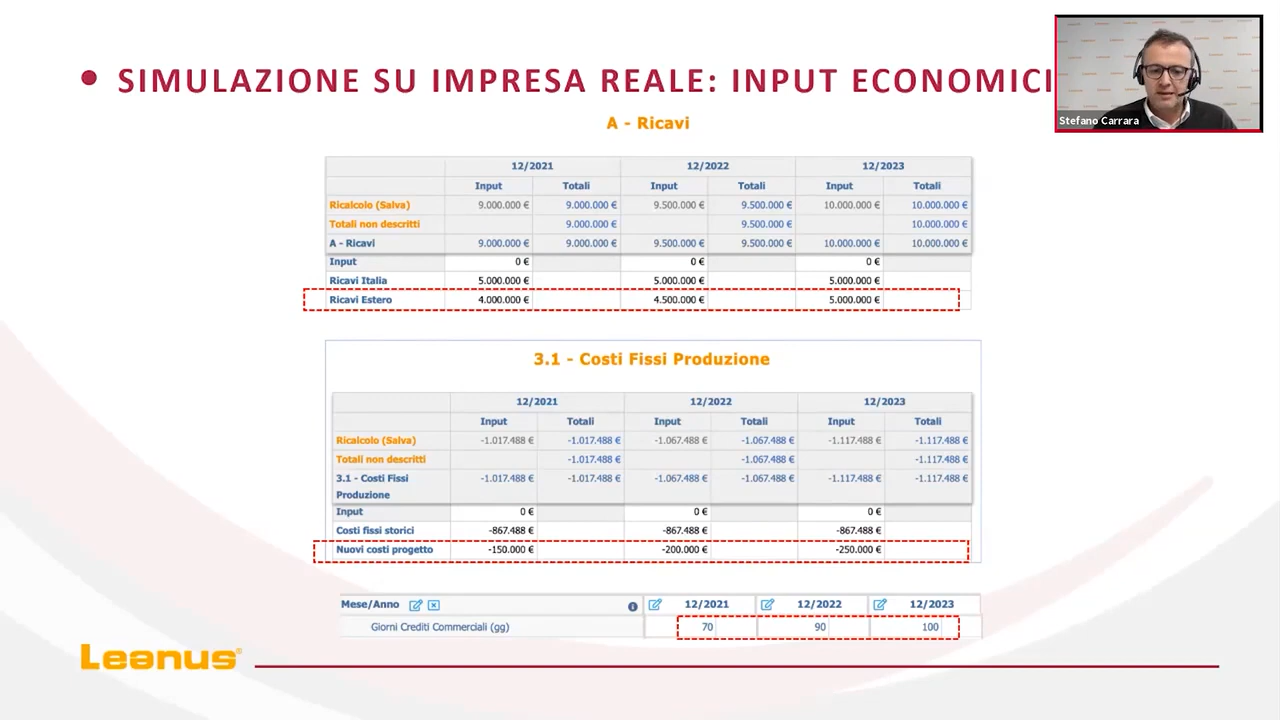 • SIMULAZIONE SU IMPRESA REALE: INPUT ECONOMICI
Stefano Carrara
A - Ricavi
12/2021 12/2022 12/2023
Input Totali Input Totali Input Totali
Ricalcolo (Salva) 9.000.000 € 9.000.000 € 9.500.000 € 9.500.000 € 10.000.000 € 10.000.000 €
Totali non descritti 9.000.000 € 9.500.000 € 10.000.000 €
A - Ricavi 9.000.000 € 9.000.000 € 9.500.000 € 9.500.000 € 10.000.000 € 10.000.000 €
Input 0 € 0 € 0 €
Ricavi Italia 5.000.000 € 5.000.000 € 5.000.000 €
Ricavi Estero 4.000.000 € 4.500.000 € 5.000.000 €
3.1 - Costi Fissi Produzione
12/2021 12/2022 12/2023
Input Totali Input Totali Input Totali
Ricalcolo (Salva) -1.017.488 € -1.017.488 € -1.067.488 € -1.067.488 € -1.117.488 € -1.117.488 €
Totali non descritti -1.017.488 € -1.067.488 € -1.117.488 €
3.1 - Costi Fissi -1.017.488 € -1.017.488 € -1.067.488 € -1.067.488 € -1.117.488 € -1.117.488 €
Produzione
Input 0 € 0 € 0 €
Costi fissi storici -867.488 € -867.488 € -867.488 €
Nuovi costi progetto -150.000 € -200.000 € -250.000 €
Mese/Anno 12/2021 12/2022 12/2023
Giorni Crediti Commerciali (gg) 70 90 100
Leanus®